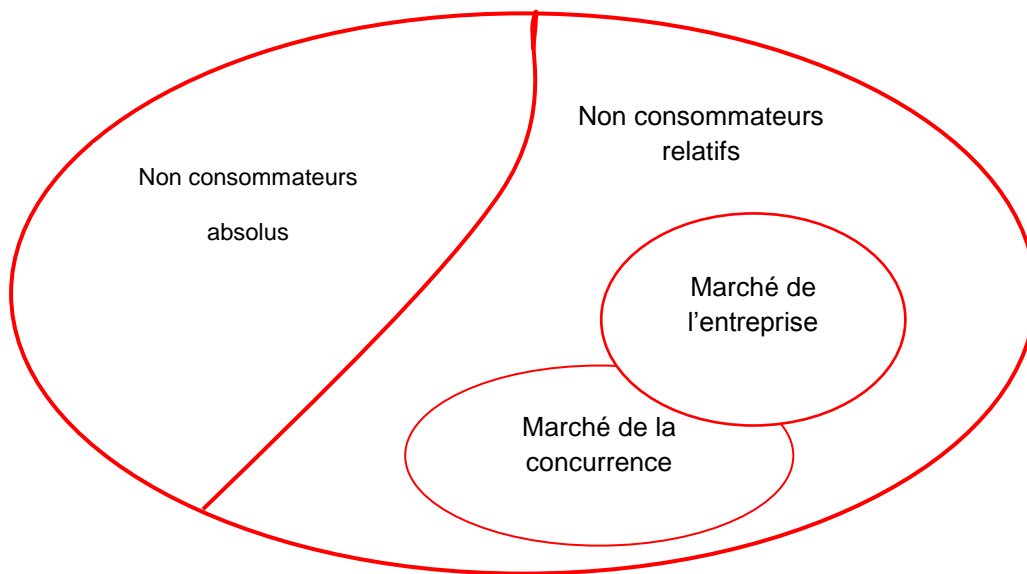 Non consommateurs
absolus
Non consommateurs
relatifs
Marché de
l’entreprise
Marché de la
concurrence